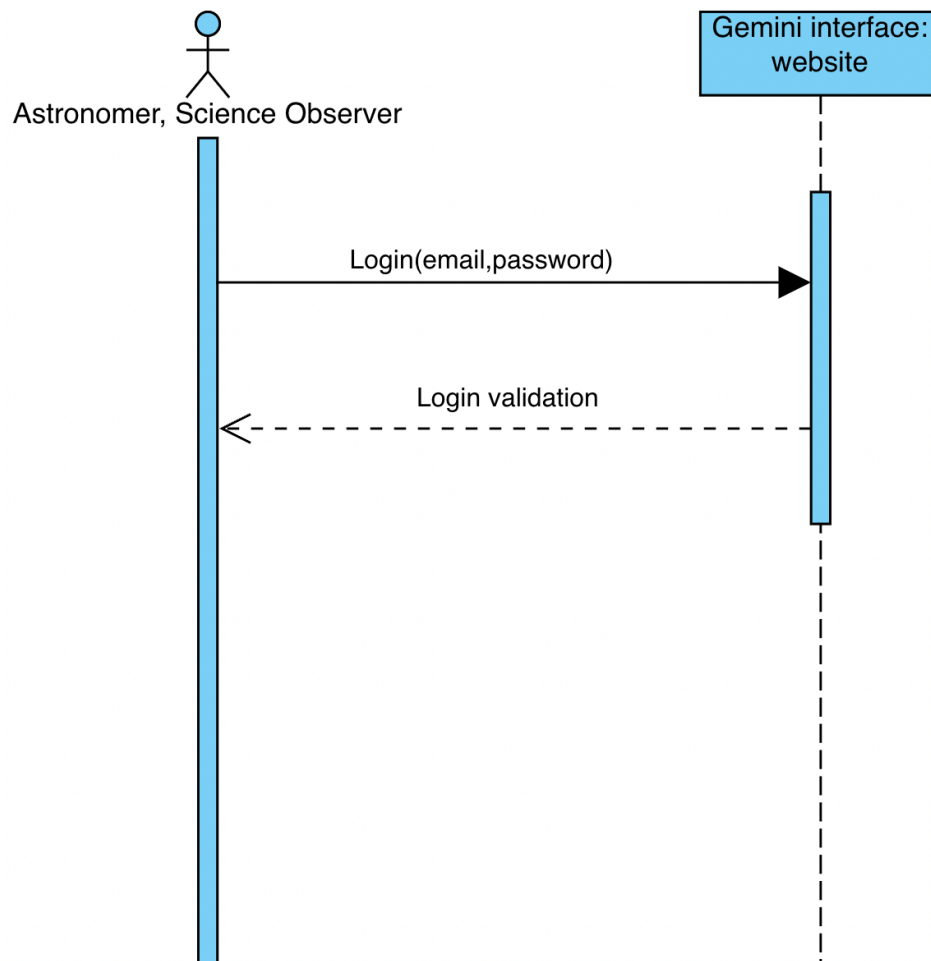 Gemini interface:
website
Astronomer, Science Observer
Login(email,password)
Login validation